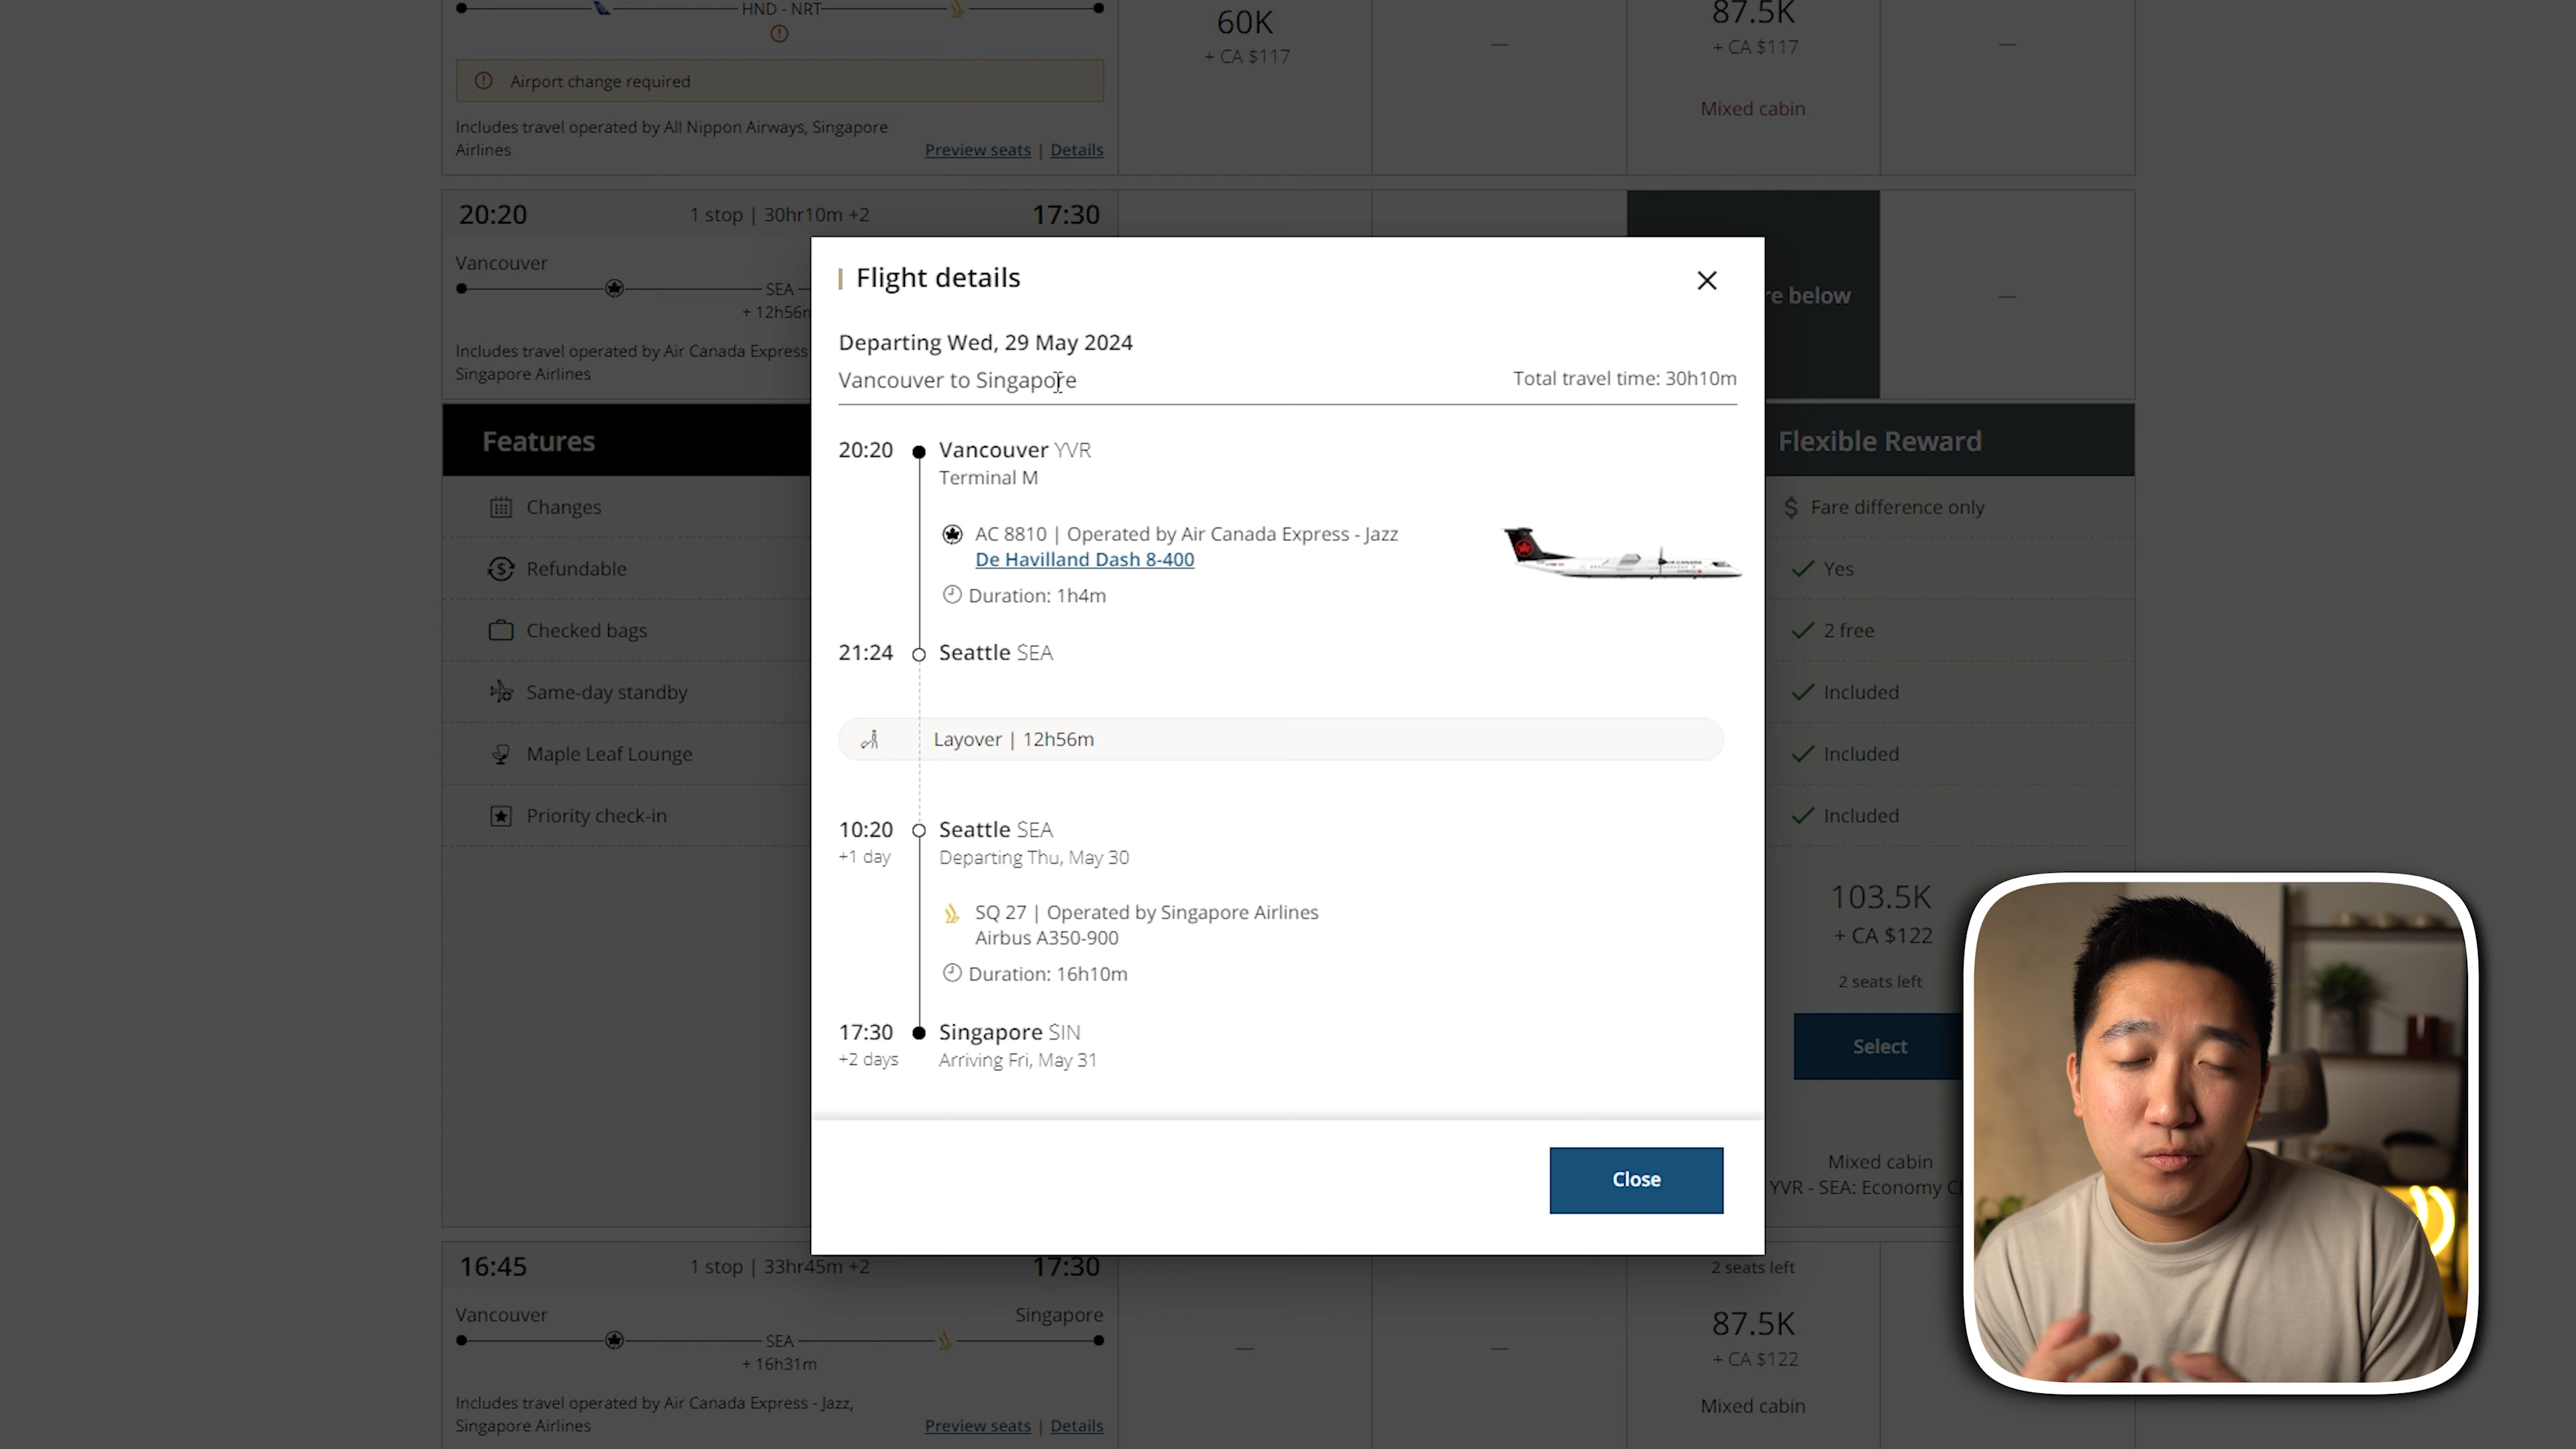 HND - NRT
60K
87.5K
+ CA $117
—
+ CA $117
—
Airport change required
Mixed cabin
Includes travel operated by All Nippon Airways, Singapore
Airlines
Preview seats | Details
20:20
1 stop | 30hr10m +2
17:30
Vancouver
SEA
+ 12h56m
Includes travel operated by Air Canada Express
Singapore Airlines
re below
—
Features
Changes
Refundable
Checked bags
Same-day standby
Maple Leaf Lounge
Priority check-in
Flight details
Departing Wed, 29 May 2024
Vancouver to Singapore
Total travel time: 30h10m
20:20
Vancouver YVR
Terminal M
AC 8810 | Operated by Air Canada Express - Jazz
De Havilland Dash 8-400
Duration: 1h4m
21:24
Seattle SEA
Layover | 12h56m
10:20
Seattle SEA
+1 day
Departing Thu, May 30
SQ 27 | Operated by Singapore Airlines
Airbus A350-900
Duration: 16h10m
17:30
Singapore SIN
+2 days
Arriving Fri, May 31
Close
Flexible Reward
$ Fare difference only
Yes
2 free
Included
Included
Included
103.5K
+ CA $122
2 seats left
Select
Mixed cabin
YVR - SEA: Economy
16:45
1 stop | 33hr45m +2
17:30
2 seats left
Vancouver
Singapore
SEA
+ 16h31m
—
—
87.5K
+ CA $122
Includes travel operated by Air Canada Express - Jazz,
Singapore Airlines
Preview seats | Details
Mixed cabin